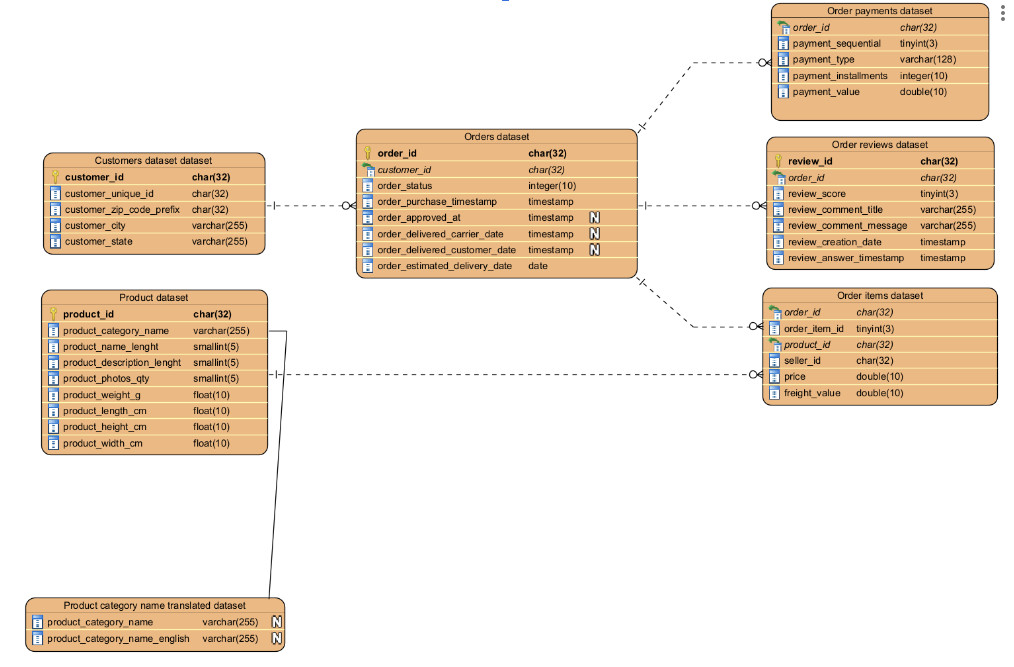 Order payments dataset
order_id char(32)
payment_sequential tinyint(3)
payment_type varchar(128)
payment_installments integer(10)
payment_value double(10)
Orders dataset
order_id char(32)
customer_id char(32)
order_status integer(10)
order_purchase_timestamp timestamp
order_approved_at timestamp N
order_delivered_carrier_date timestamp N
order_delivered_customer_date timestamp N
order_estimated_delivery_date date
Customers dataset dataset
customer_id char(32)
customer_unique_id char(32)
customer_zip_code_prefix char(32)
customer_city varchar(255)
customer_state varchar(255)
Order reviews dataset
review_id char(32)
order_id char(32)
review_score tinyint(3)
review_comment_title varchar(255)
review_comment_message varchar(255)
review_creation_date timestamp
review_answer_timestamp timestamp
Product dataset
product_id char(32)
product_category_name varchar(255)
product_name_lenght smallint(5)
product_description_lenght smallint(5)
product_photos_qty smallint(5)
product_weight_g float(10)
product_length_cm float(10)
product_height_cm float(10)
product_width_cm float(10)
Order items dataset
order_id char(32)
order_item_id tinyint(3)
product_id char(32)
seller_id char(32)
price double(10)
freight_value double(10)
Product category name translated dataset
product_category_name varchar(255) N
product_category_name_english varchar(255) N